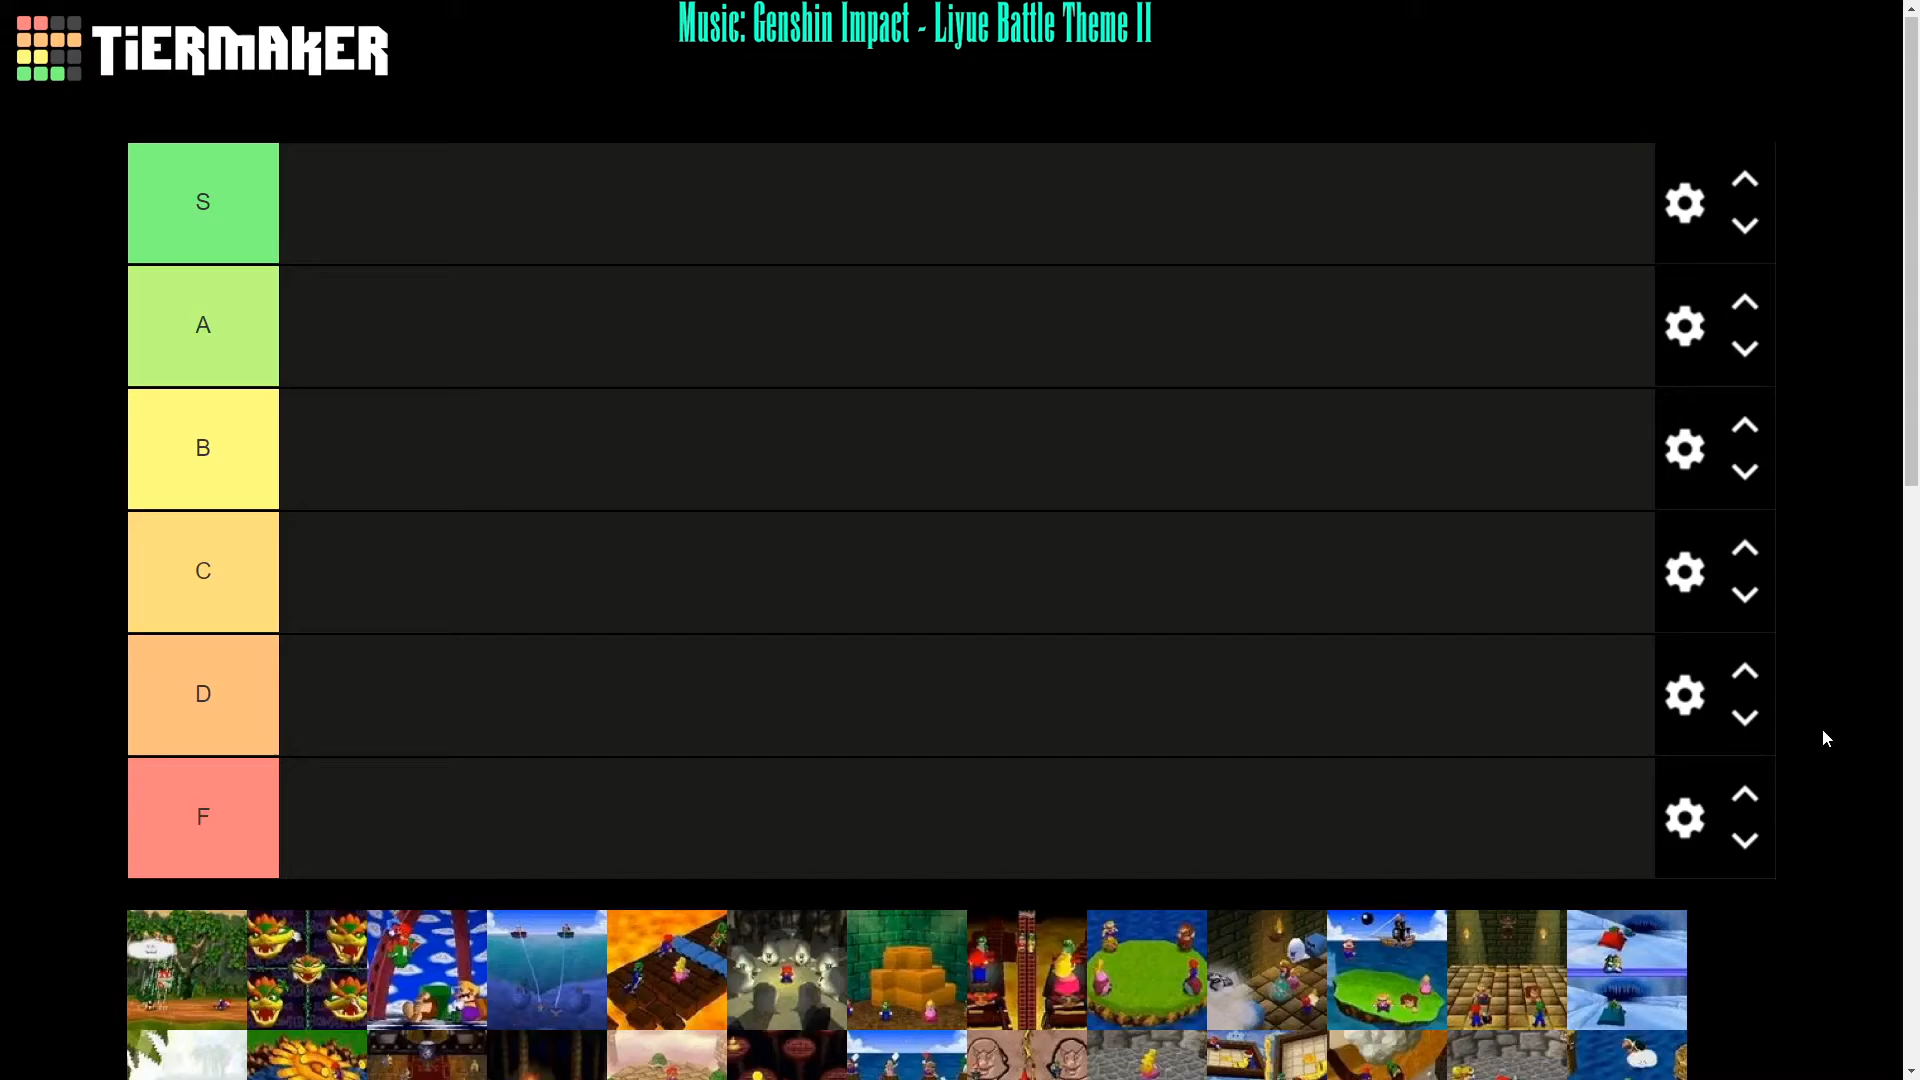 TiERMAKER
Music: Genshin Impact - Liyue Battle Theme II
S
A
B
C
D
F